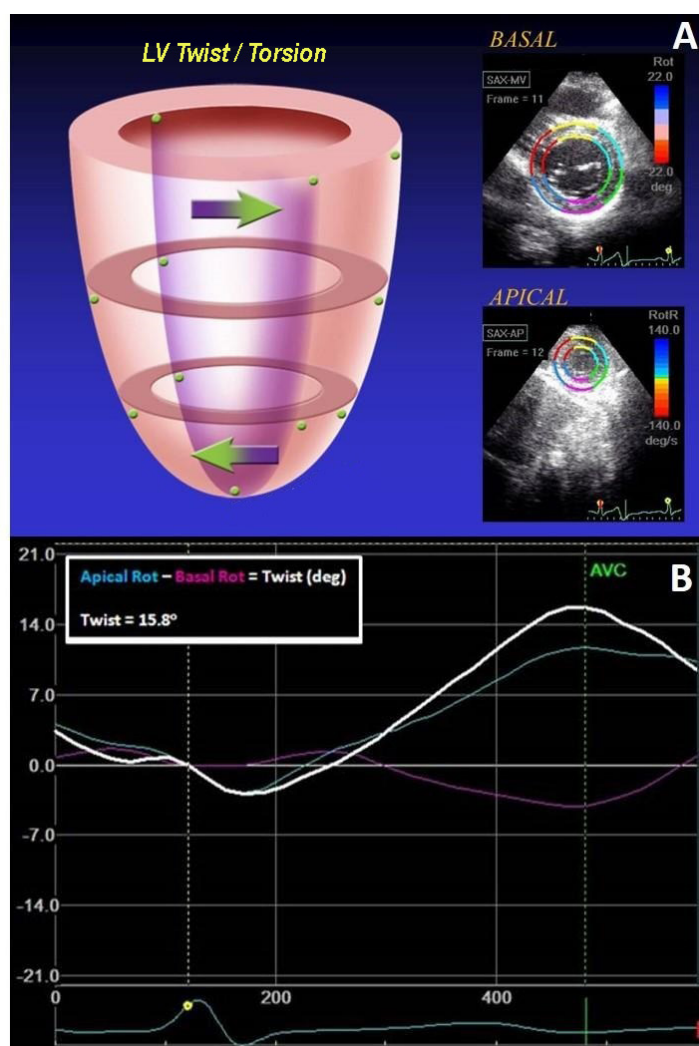 LV Twist / Torsion
A
BASAL
SAX-MV
Frame = 11
Rot
22.0
-22.0
deg
APICAL
SAX-AP
Frame = 12
RotR
140.0
-140.0
deg/s
B
AVC
Apical Rot – Basal Rot = Twist (deg)
Twist = 15.8º
21.0
14.0
7.0
0.0
-7.0
-14.0
-21.0
0 200 400